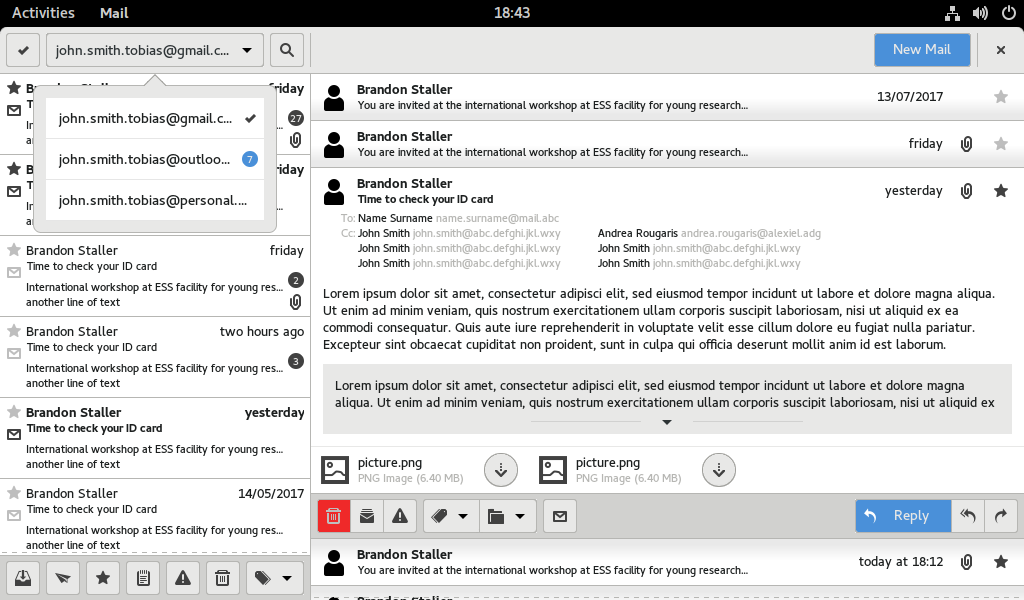 Activities Mail 18:43
john.smith.tobias@gmail.c...
New Mail
friday
27
john.smith.tobias@gmail.c...
john.smith.tobias@outloo... 7
john.smith.tobias@personal....
friday
Brandon Staller friday
Time to check your ID card
2
International workshop at ESS facility for young res...
another line of text
Brandon Staller two hours ago
Time to check your ID card
3
International workshop at ESS facility for young res...
another line of text
Brandon Staller yesterday
Time to check your ID card
International workshop at ESS facility for young res...
another line of text
Brandon Staller 14/05/2017
Time to check your ID card
International workshop at ESS facility for young res...
another line of text
Brandon Staller
You are invited at the international workshop at ESS facility for young research...
13/07/2017
Brandon Staller
You are invited at the international workshop at ESS facility for young research...
friday
Brandon Staller
Time to check your ID card
yesterday
To: Name Surname name.surname@mail.abc
Cc: John Smith john.smith@abc.defghi.jkl.wxy Andrea Rougaris andrea.rougaris@alexiel.adg
John Smith john.smith@abc.defghi.jkl.wxy John Smith john.smith@abc.defghi.jkl.wxy
John Smith john.smith@abc.defghi.jkl.wxy John Smith john.smith@abc.defghi.jkl.wxy
Lorem ipsum dolor sit amet, consectetur adipisci elit, sed eiusmod tempor incidunt ut labore et dolore magna aliqua.
Ut enim ad minim veniam, quis nostrum exercitationem ullam corporis suscipit laboriosam, nisi ut aliquid ex ea
commodi consequatur. Quis aute iure reprehenderit in voluptate velit esse cillum dolore eu fugiat nulla pariatur.
Excepteur sint obcaecat cupiditat non proident, sunt in culpa qui officia deserunt mollit anim id est laborum.
Lorem ipsum dolor sit amet, consectetur adipisci elit, sed eiusmod tempor incidunt ut labore et dolore magna
aliqua. Ut enim ad minim veniam, quis nostrum exercitationem ullam corporis suscipit laboriosam, nisi ut aliquid ex
picture.png
PNG Image (6.40 MB)
picture.png
PNG Image (6.40 MB)
Reply
Brandon Staller
You are invited at the international workshop at ESS facility for young research...
today at 18:12